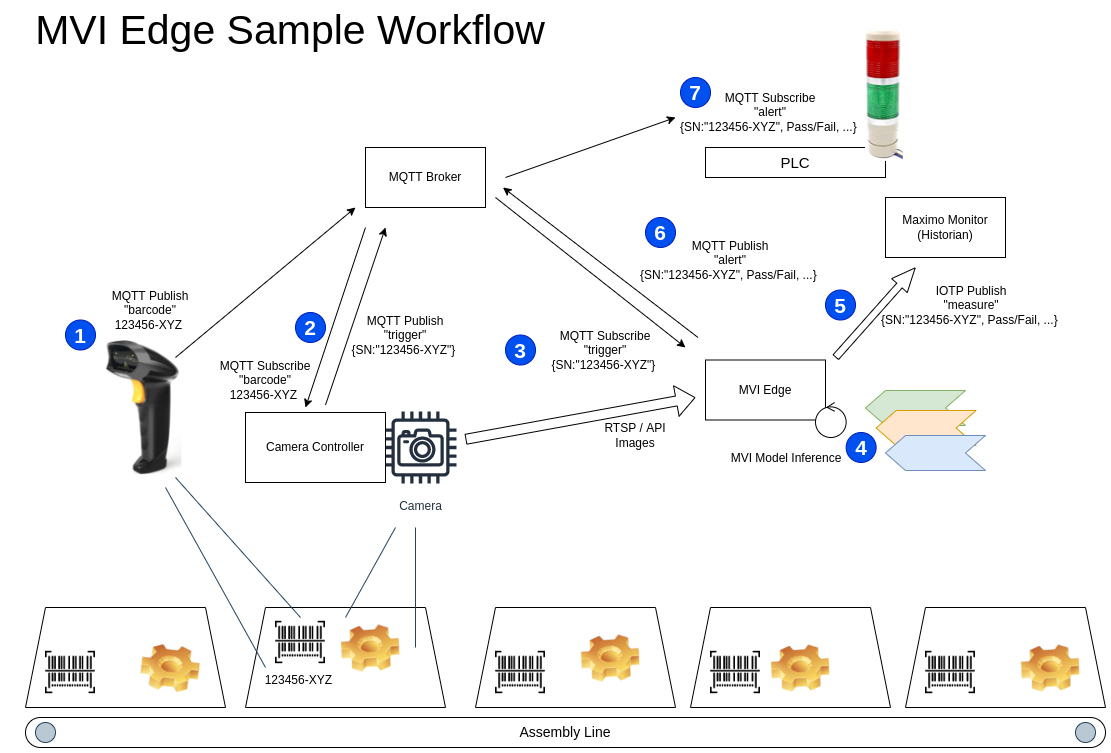 MVI Edge Sample Workflow
7
MQTT Subscribe
"alert"
{SN:"123456-XYZ", Pass/Fail, ...}
PLC
MQTT Broker
Maximo Monitor
(Historian)
6
MQTT Publish
"alert"
{SN:"123456-XYZ", Pass/Fail, ...}
5
IOTP Publish
"measure"
{SN:"123456-XYZ", Pass/Fail, ...}
1
MQTT Publish
"barcode"
123456-XYZ
2
MQTT Publish
"trigger"
{SN:"123456-XYZ"}
3
MQTT Subscribe
"trigger"
{SN:"123456-XYZ"}
MQTT Subscribe
"barcode"
123456-XYZ
MVI Edge
Camera Controller
RTSP / API
Images
MVI Model Inference
4
Camera
123456-XYZ
Assembly Line